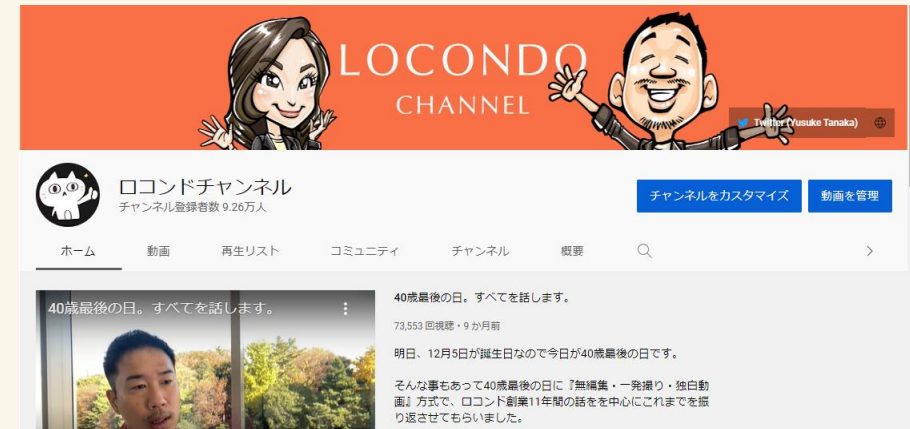 LOCONDO
CHANNEL
Twitter (Yusuke Tanaka)
ロコンドチャンネル
チャンネル登録者数 9.26万人
チャンネルをカスタマイズ
動画を管理
ホーム 動画 再生リスト コミュニティ チャンネル 概要
40歳最後の日。すべてを話します。
40歳最後の日。すべてを話します。
73,553 回視聴・9 か月前
明日、12月5日が誕生日なので今日が40歳最後の日です。
そんな事もあって40歳最後の日に『無編集・一発撮り・独白動
画』方式で、ロコンド創業11年間の話をを中心にこれまでを振
り返させてもらいました。